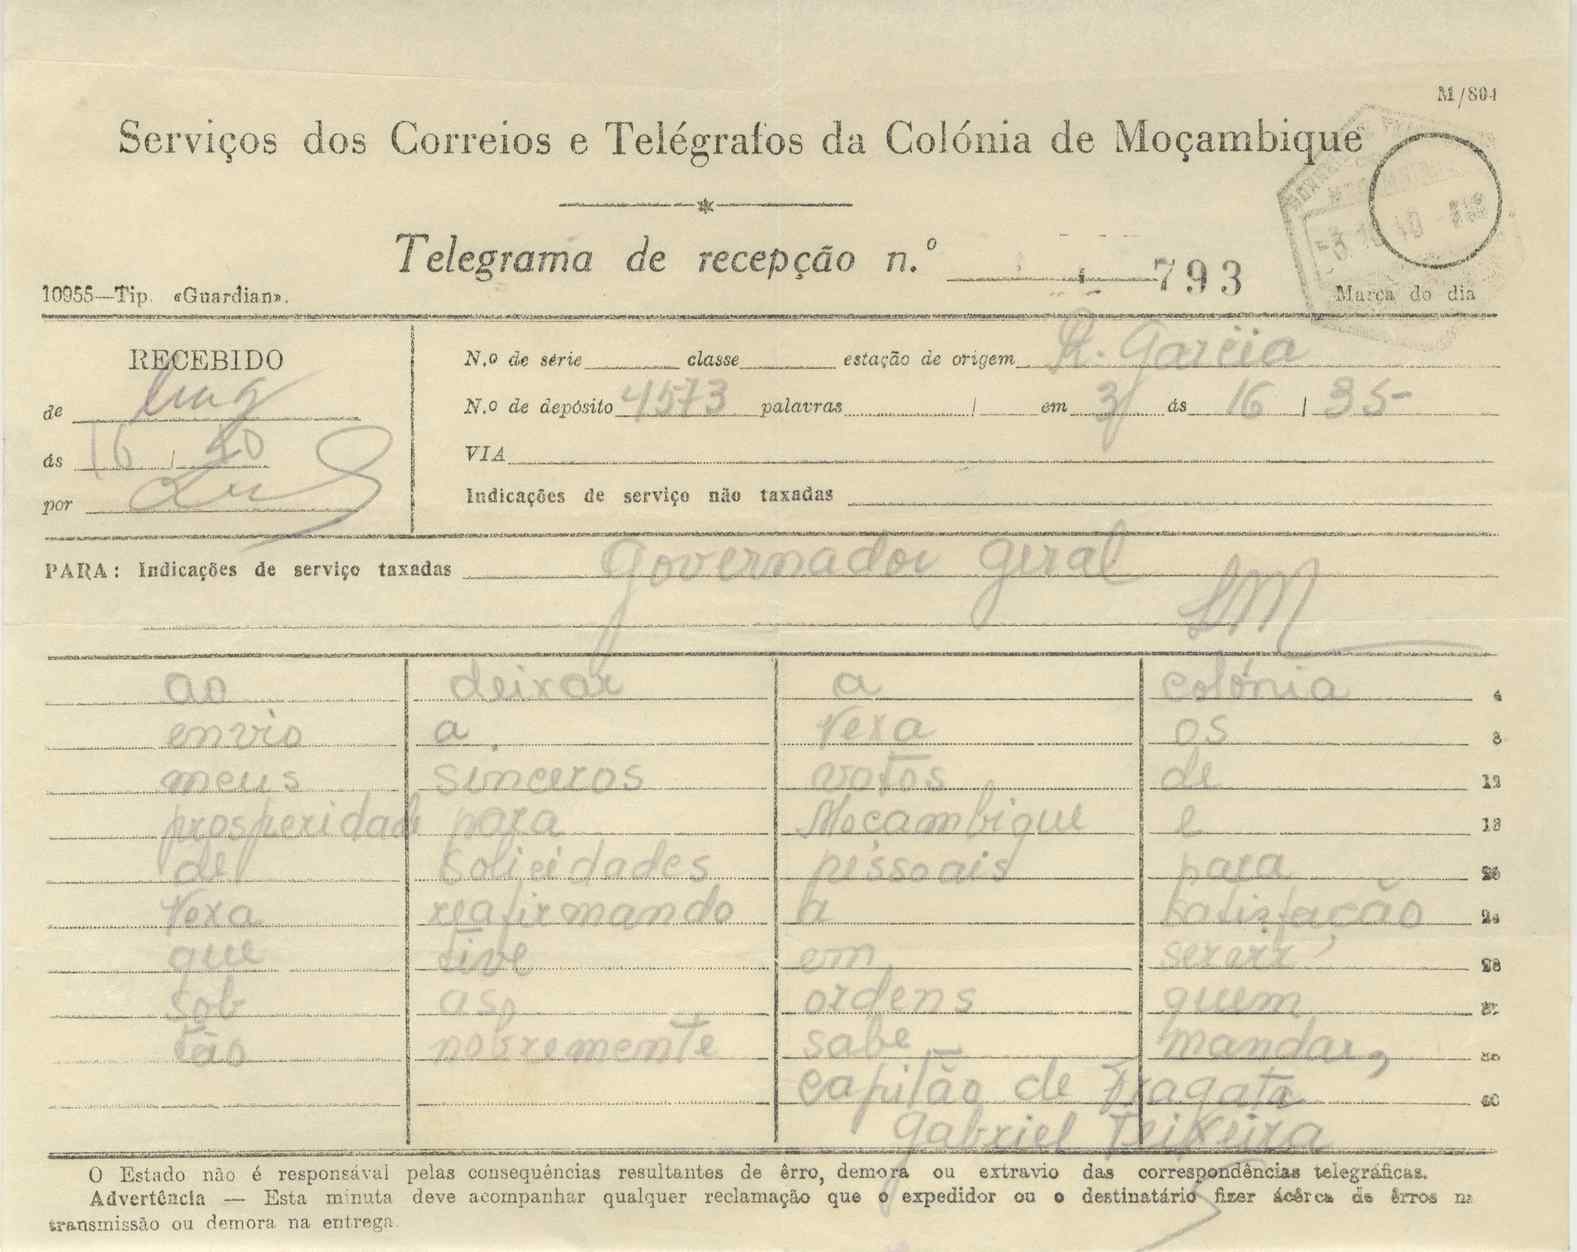 M/804
Serviços dos Correios e Telégrafos da Colónia de Moçambique
Telegrama de recepção n.º 793
10955—Tip. «Guardian».
Marca do dia
RECEBIDO
de
ás 16 / 40
por
N.º de série classe estação de origem R. Garcia
N.º de depósito 4573 palavras / em 3/ ás 16 / 35
VIA
Indicações de serviço não taxadas
PARA: Indicações de serviço taxadas Governador Geral
LM
ao deixar a colónia 4
envio a Vexa os 8
meus sinceros votos de 12
prosperidade para Moçambique e
de pessoais para
Vexa reafirmando a satisfação 24
que tive em servir 28
sob as ordens quem
tão nobremente sabe mandar,
capitão de Fragata 40
Gabriel Teixeira
O Estado não é responsável pelas consequências resultantes de êrro, demora ou extravio das correspondências telegráficas.
Advertência — Esta minuta deve acompanhar qualquer reclamação que o expedidor ou o destinatário fizer ácêrca de êrros na
transmissão ou demora na entrega.